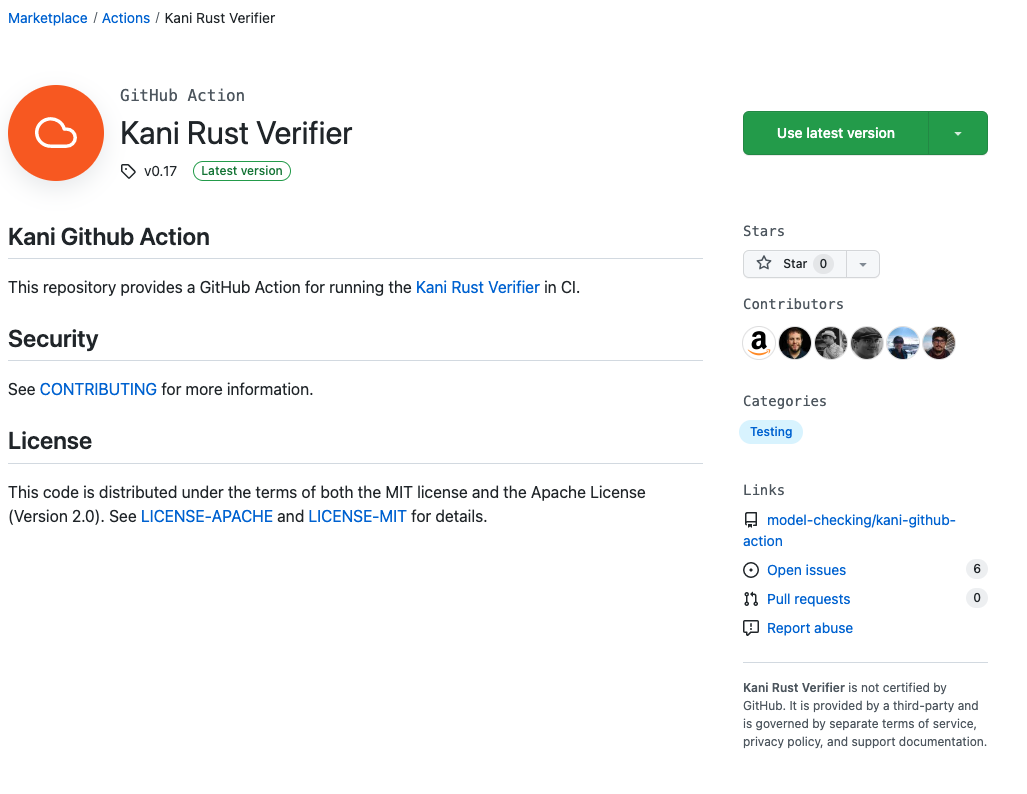 Marketplace / Actions / Kani Rust Verifier
GitHub Action
Kani Rust Verifier
v0.17 Latest version
Use latest version
Kani Github Action
This repository provides a GitHub Action for running the Kani Rust Verifier in CI.
Security
See CONTRIBUTING for more information.
License
This code is distributed under the terms of both the MIT license and the Apache License
(Version 2.0). See LICENSE-APACHE and LICENSE-MIT for details.
Stars
Star 0
Contributors
a
Categories
Testing
Links
model-checking/kani-github-
action
Open issues 6
Pull requests 0
Report abuse
Kani Rust Verifier is not certified by
GitHub. It is provided by a third-party and
is governed by separate terms of service,
privacy policy, and support documentation.